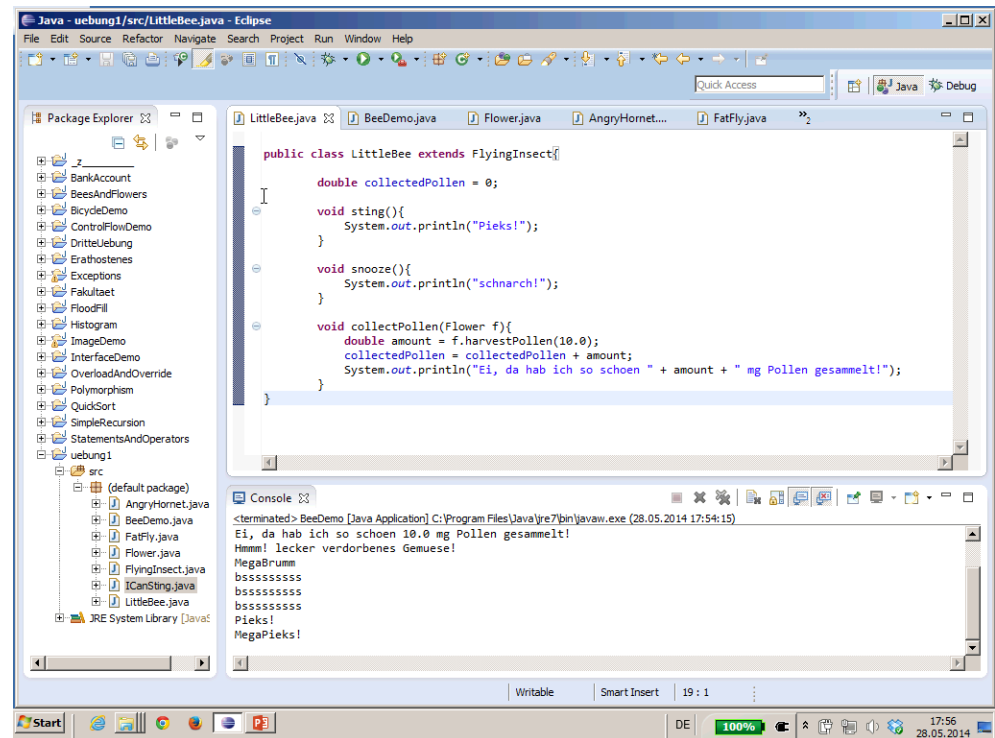 Java - uebung1/src/LittleBee.java - Eclipse
File Edit Source Refactor Navigate Search Project Run Window Help
Quick Access
Java
Debug
Package Explorer
_z_________
BankAccount
BeesAndFlowers
BicycleDemo
ControlFlowDemo
DritteUebung
Erathostenes
Exceptions
Fakultaet
FloodFill
Histogram
ImageDemo
InterfaceDemo
OverloadAndOverride
Polymorphism
QuickSort
SimpleRecursion
StatementsAndOperators
uebung1
src
(default package)
AngryHornet.java
BeeDemo.java
FatFly.java
Flower.java
FlyingInsect.java
ICanSting.java
LittleBee.java
JRE System Library [JavaS
LittleBee.java BeeDemo.java Flower.java AngryHornet.... FatFly.java »2
public class LittleBee extends FlyingInsect{
double collectedPollen = 0;
void sting(){
System.out.println("Pieks!");
}
void snooze(){
System.out.println("schnarch!");
}
void collectPollen(Flower f){
double amount = f.harvestPollen(10.0);
collectedPollen = collectedPollen + amount;
System.out.println("Ei, da hab ich so schoen " + amount + " mg Pollen gesammelt!");
}
}
Console
<terminated> BeeDemo [Java Application] C:\Program Files\Java\jre7\bin\javaw.exe (28.05.2014 17:54:15)
Ei, da hab ich so schoen 10.0 mg Pollen gesammelt!
Hmmm! lecker verdorbenes Gemuese!
MegaBrumm
bsssssssss
bsssssssss
bsssssssss
Pieks!
MegaPieks!
Writable Smart Insert 19 : 1
Start
DE 100% 17:56
28.05.2014